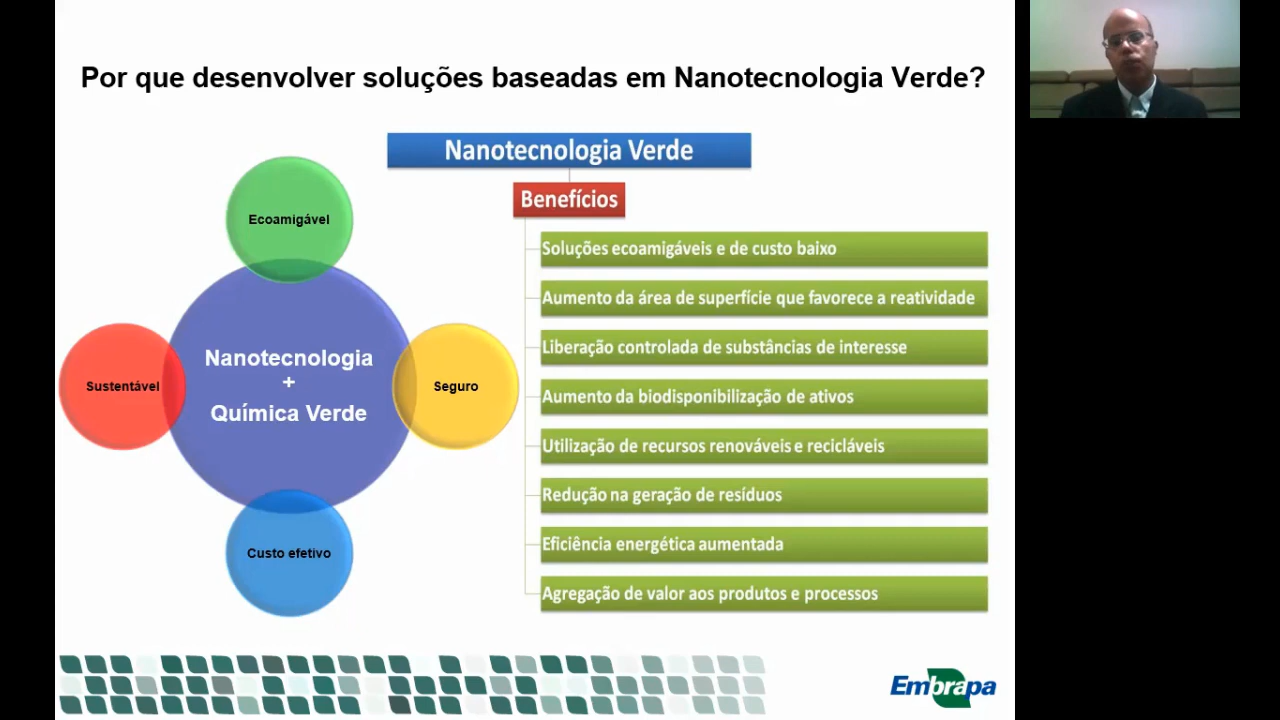 Por que desenvolver soluções baseadas em Nanotecnologia Verde?
Nanotecnologia Verde
Benefícios
Soluções ecoamigáveis e de custo baixo
Aumento da área de superfície que favorece a reatividade
Liberação controlada de substâncias de interesse
Aumento da biodisponibilização de ativos
Utilização de recursos renováveis e recicláveis
Redução na geração de resíduos
Eficiência energética aumentada
Agregação de valor aos produtos e processos
Ecoamigável
Sustentável
Nanotecnologia
+
Química Verde
Seguro
Custo efetivo
Embrapa